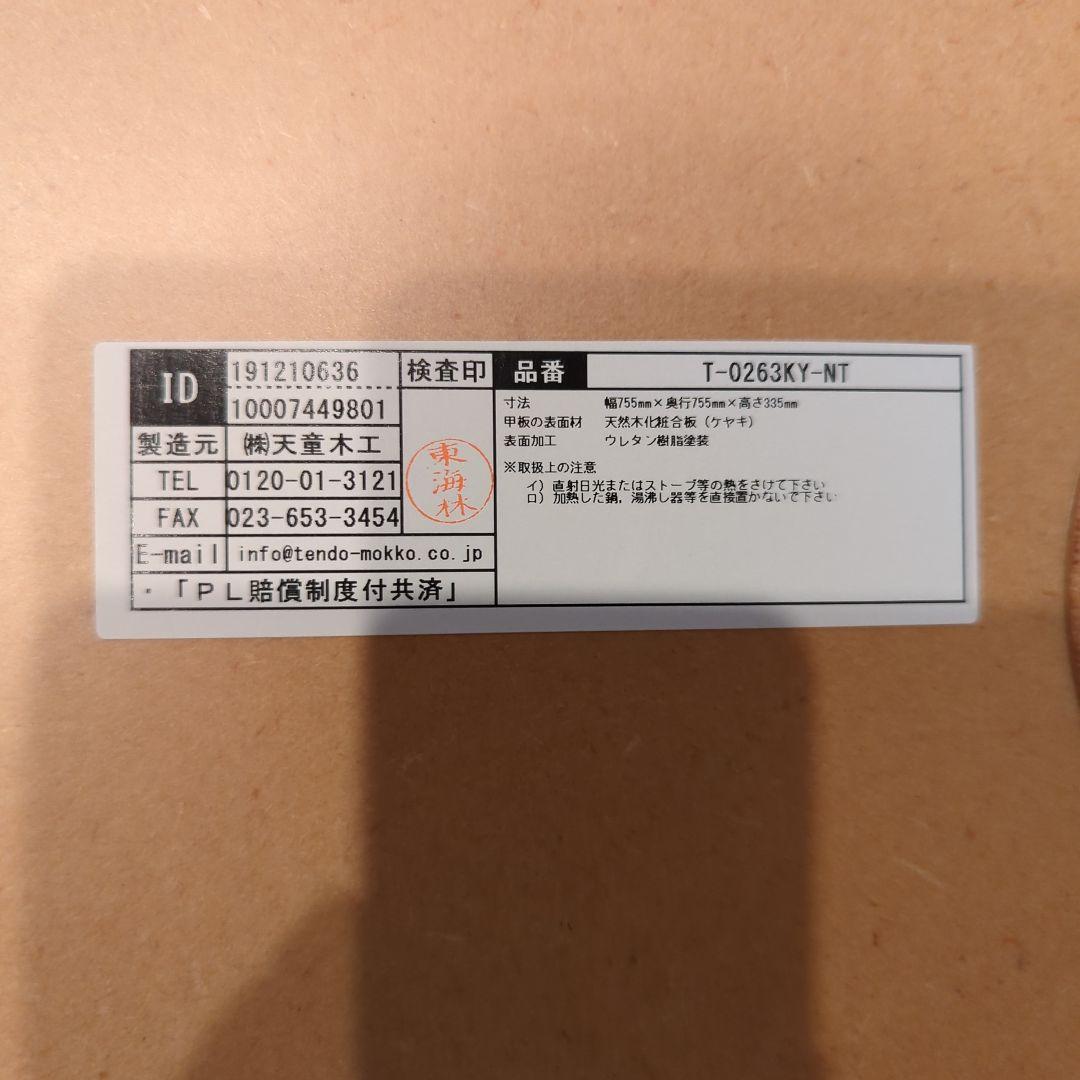 ID
191210636
10007449801
検査印
製造元
㈱天童木工
TEL
0120-01-3121
FAX
023-653-3454
東海林
E-mail
info@tendo-mokko.co.jp
・「ＰＬ賠償制度付共済」
品番
T-0263KY-NT
寸法 幅755mm×奥行755mm×高さ335mm
甲板の表面材 天然木化粧合板（ケヤキ）
表面加工 ウレタン樹脂塗装
※取扱上の注意
イ）直射日光またはストーブ等の熱をさけて下さい
ロ）加熱した鍋，湯沸し器等を直接置かないで下さい